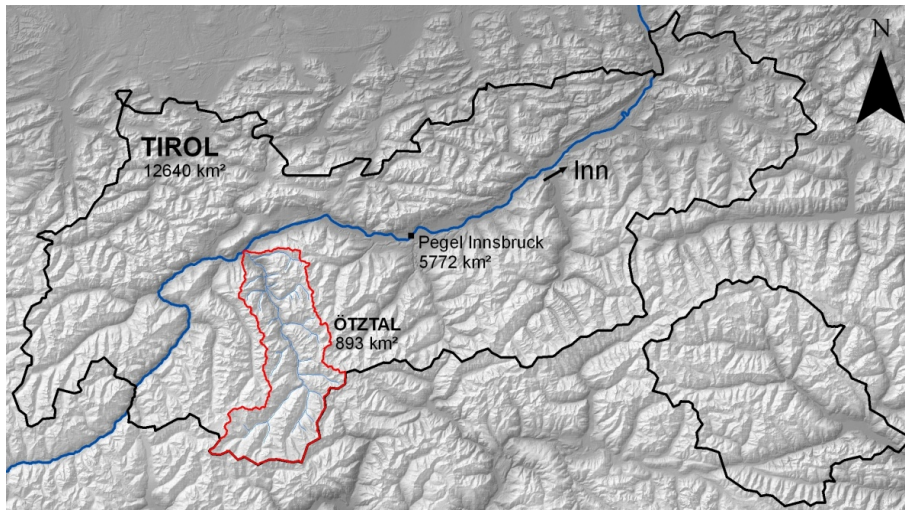 N
TIROL
12640 km²
Inn
Pegel Innsbruck
5772 km²
ÖTZTAL
893 km²